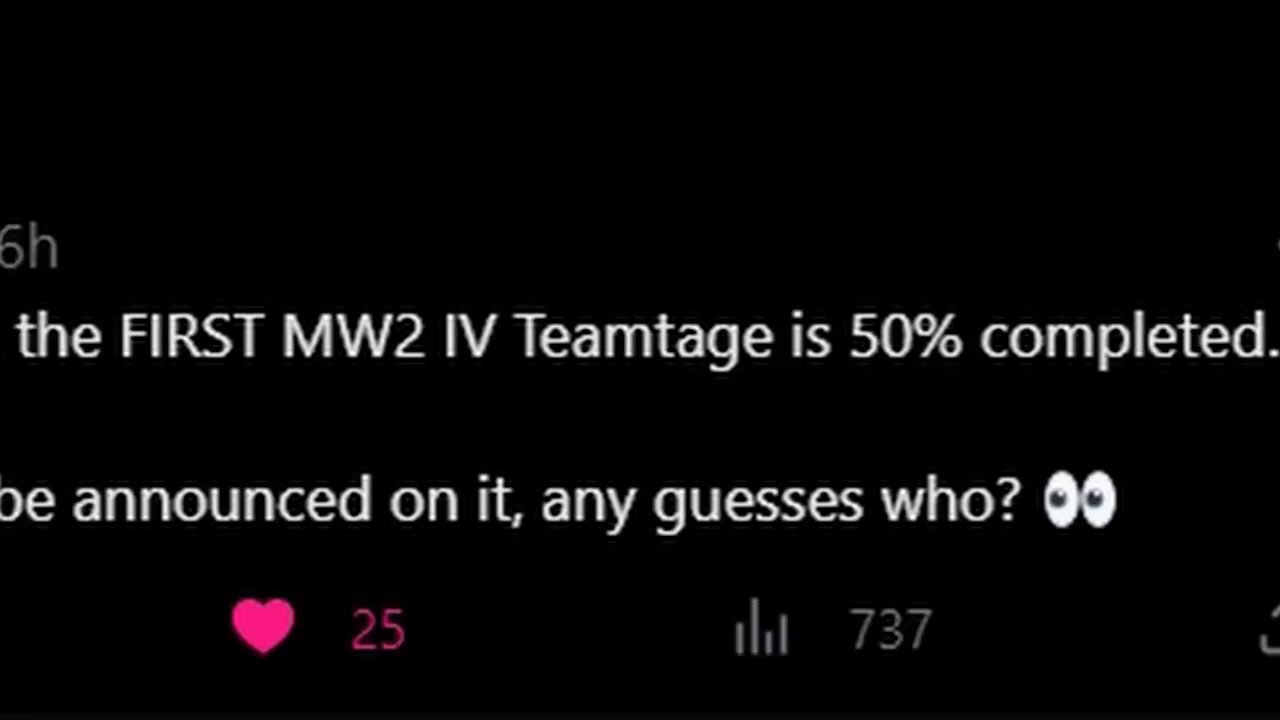 6h
the FIRST MW2 IV Teamtage is 50% completed.
be announced on it, any guesses who? 👀
25 737